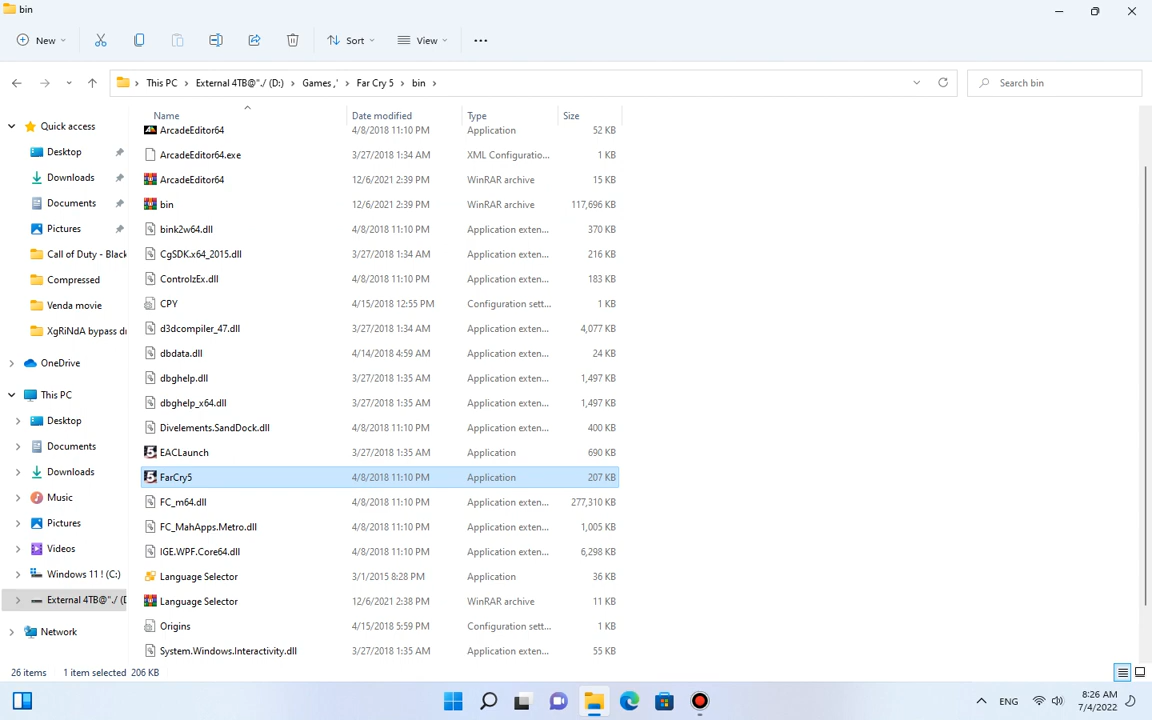 bin
New Sort View
This PC External 4TB@"./ (D:) Games ,' Far Cry 5 bin Search bin
Name Date modified Type Size
Quick access
Desktop
Downloads
Documents
Pictures
Call of Duty - Black
Compressed
Venda movie
XgRiNdA bypass dr
OneDrive
This PC
Desktop
Documents
Downloads
Music
Pictures
Videos
Windows 11 ! (C:)
External 4TB@"./ (D
Network
ArcadeEditor64 4/8/2018 11:10 PM Application 52 KB
ArcadeEditor64.exe 3/27/2018 1:34 AM XML Configuratio... 1 KB
ArcadeEditor64 12/6/2021 2:39 PM WinRAR archive 15 KB
bin 12/6/2021 2:39 PM WinRAR archive 117,696 KB
bink2w64.dll 4/8/2018 11:10 PM Application exten... 370 KB
CgSDK.x64_2015.dll 3/27/2018 1:34 AM Application exten... 216 KB
ControlzEx.dll 4/8/2018 11:10 PM Application exten... 183 KB
CPY 4/15/2018 12:55 PM Configuration sett... 1 KB
d3dcompiler_47.dll 3/27/2018 1:34 AM Application exten... 4,077 KB
dbdata.dll 4/14/2018 4:59 AM Application exten... 24 KB
dbghelp.dll 3/27/2018 1:35 AM Application exten... 1,497 KB
dbghelp_x64.dll 3/27/2018 1:35 AM Application exten... 1,497 KB
Divelements.SandDock.dll 4/8/2018 11:10 PM Application exten... 400 KB
EACLaunch 3/27/2018 1:35 AM Application 690 KB
FarCry5 4/8/2018 11:10 PM Application 207 KB
FC_m64.dll 4/8/2018 11:10 PM Application exten... 277,310 KB
FC_MahApps.Metro.dll 4/8/2018 11:10 PM Application exten... 1,005 KB
IGE.WPF.Core64.dll 4/8/2018 11:10 PM Application exten... 6,298 KB
Language Selector 3/1/2015 8:28 PM Application 36 KB
Language Selector 12/6/2021 2:38 PM WinRAR archive 11 KB
Origins 4/15/2018 5:59 PM Configuration sett... 1 KB
System.Windows.Interactivity.dll 3/27/2018 1:35 AM Application exten... 55 KB
26 items 1 item selected 206 KB
ENG 8:26 AM
7/4/2022